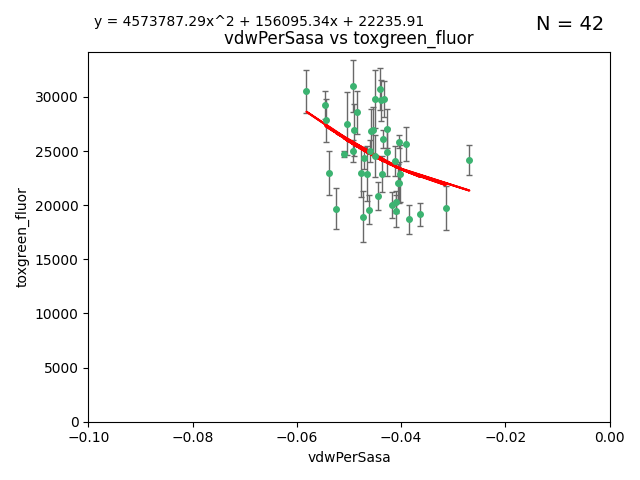 y = 4573787.29x^2 + 156095.34x + 22235.91
N = 42
vdwPerSasa vs toxgreen_fluor
toxgreen_fluor
30000
25000
20000
15000
10000
5000
0
−0.10
−0.08
−0.06
−0.04
−0.02
0.00
vdwPerSasa